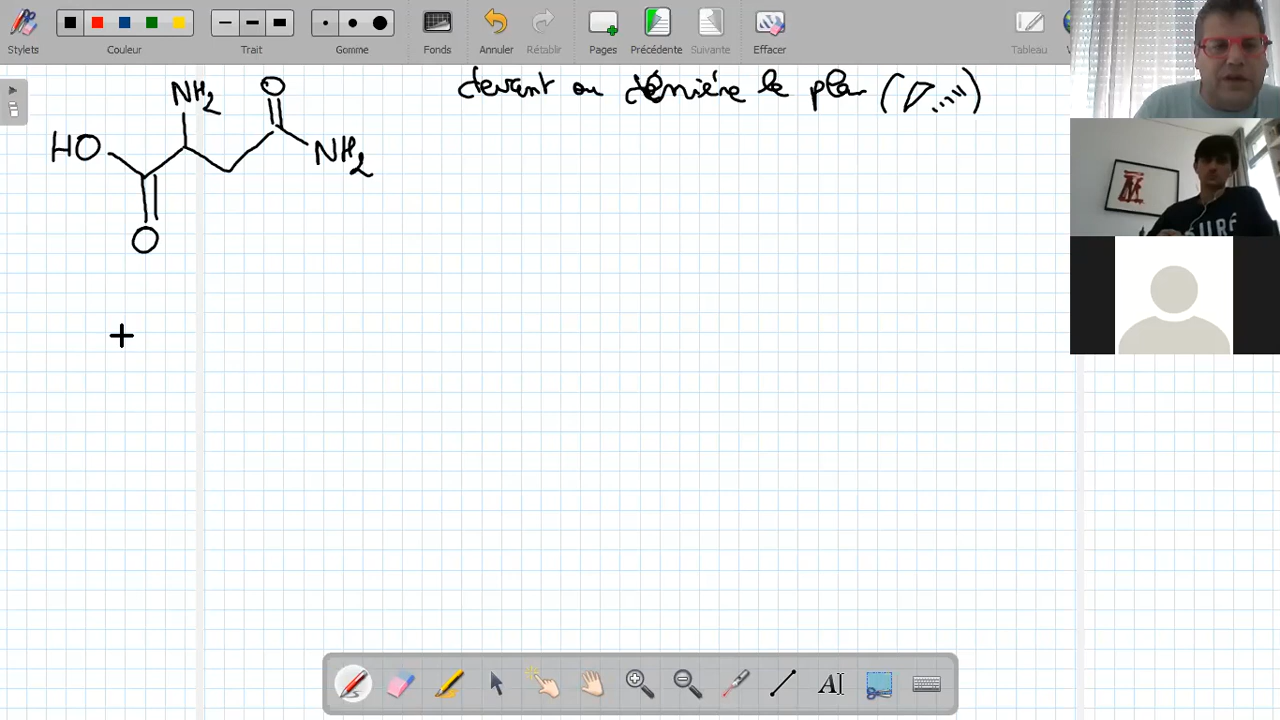 Stylets Couleur Trait Gomme Fonds Annuler Rétablir Pages Précédente Suivante Effacer Tableau
devant ou derrière le plan ( )
NH2 O
HO NH2
O
AI